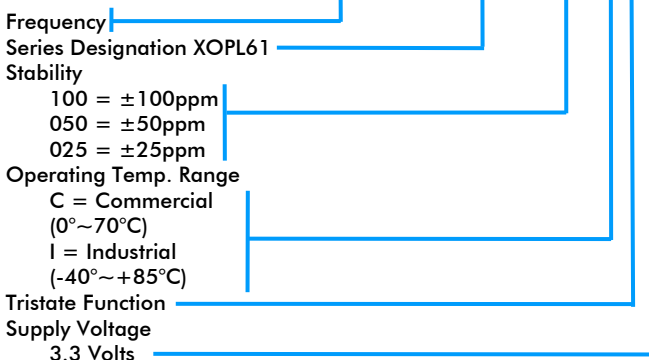 Frequency
Series Designation XOPL61
Stability
100 = ±100ppm
050 = ±50ppm
025 = ±25ppm
Operating Temp. Range
C = Commercial
(0°~70°C)
I = Industrial
(-40°~+85°C)
Tristate Function
Supply Voltage
3.3 Volts